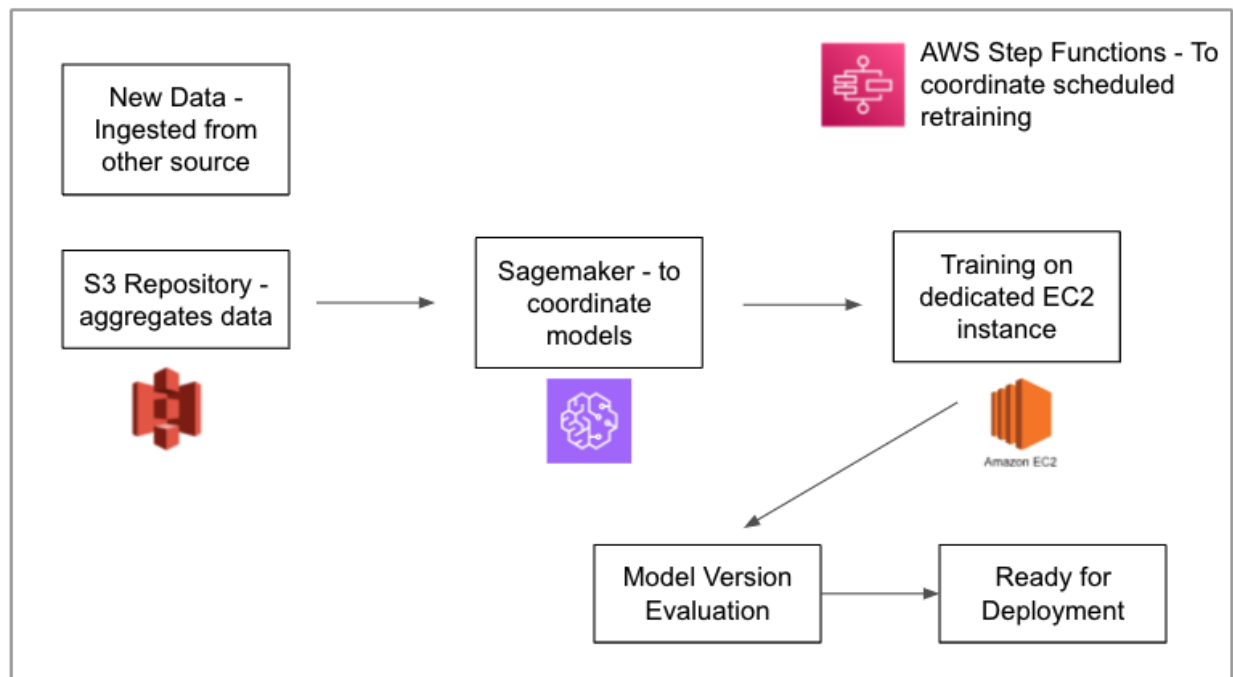 New Data -
Ingested from
other source
AWS Step Functions - To
coordinate scheduled
retraining
S3 Repository -
aggregates data
Sagemaker - to
coordinate
models
Training on
dedicated EC2
instance
Amazon EC2
Model Version
Evaluation
Ready for
Deployment